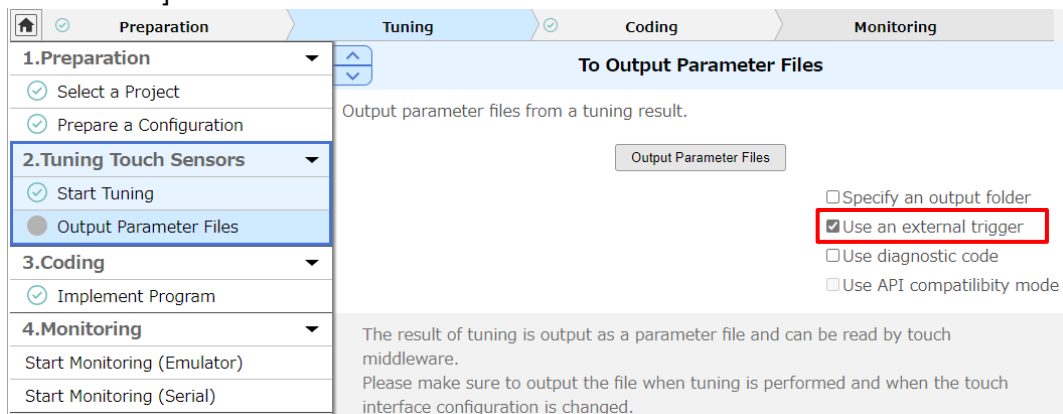 ]
Preparation
Tuning
Coding
Monitoring
1.Preparation
Select a Project
Prepare a Configuration
2.Tuning Touch Sensors
Start Tuning
Output Parameter Files
3.Coding
Implement Program
4.Monitoring
Start Monitoring (Emulator)
Start Monitoring (Serial)
To Output Parameter Files
Output parameter files from a tuning result.
Output Parameter Files
Specify an output folder
Use an external trigger
Use diagnostic code
Use API compatilibity mode
The result of tuning is output as a parameter file and can be read by touch
middleware.
Please make sure to output the file when tuning is performed and when the touch
interface configuration is changed.